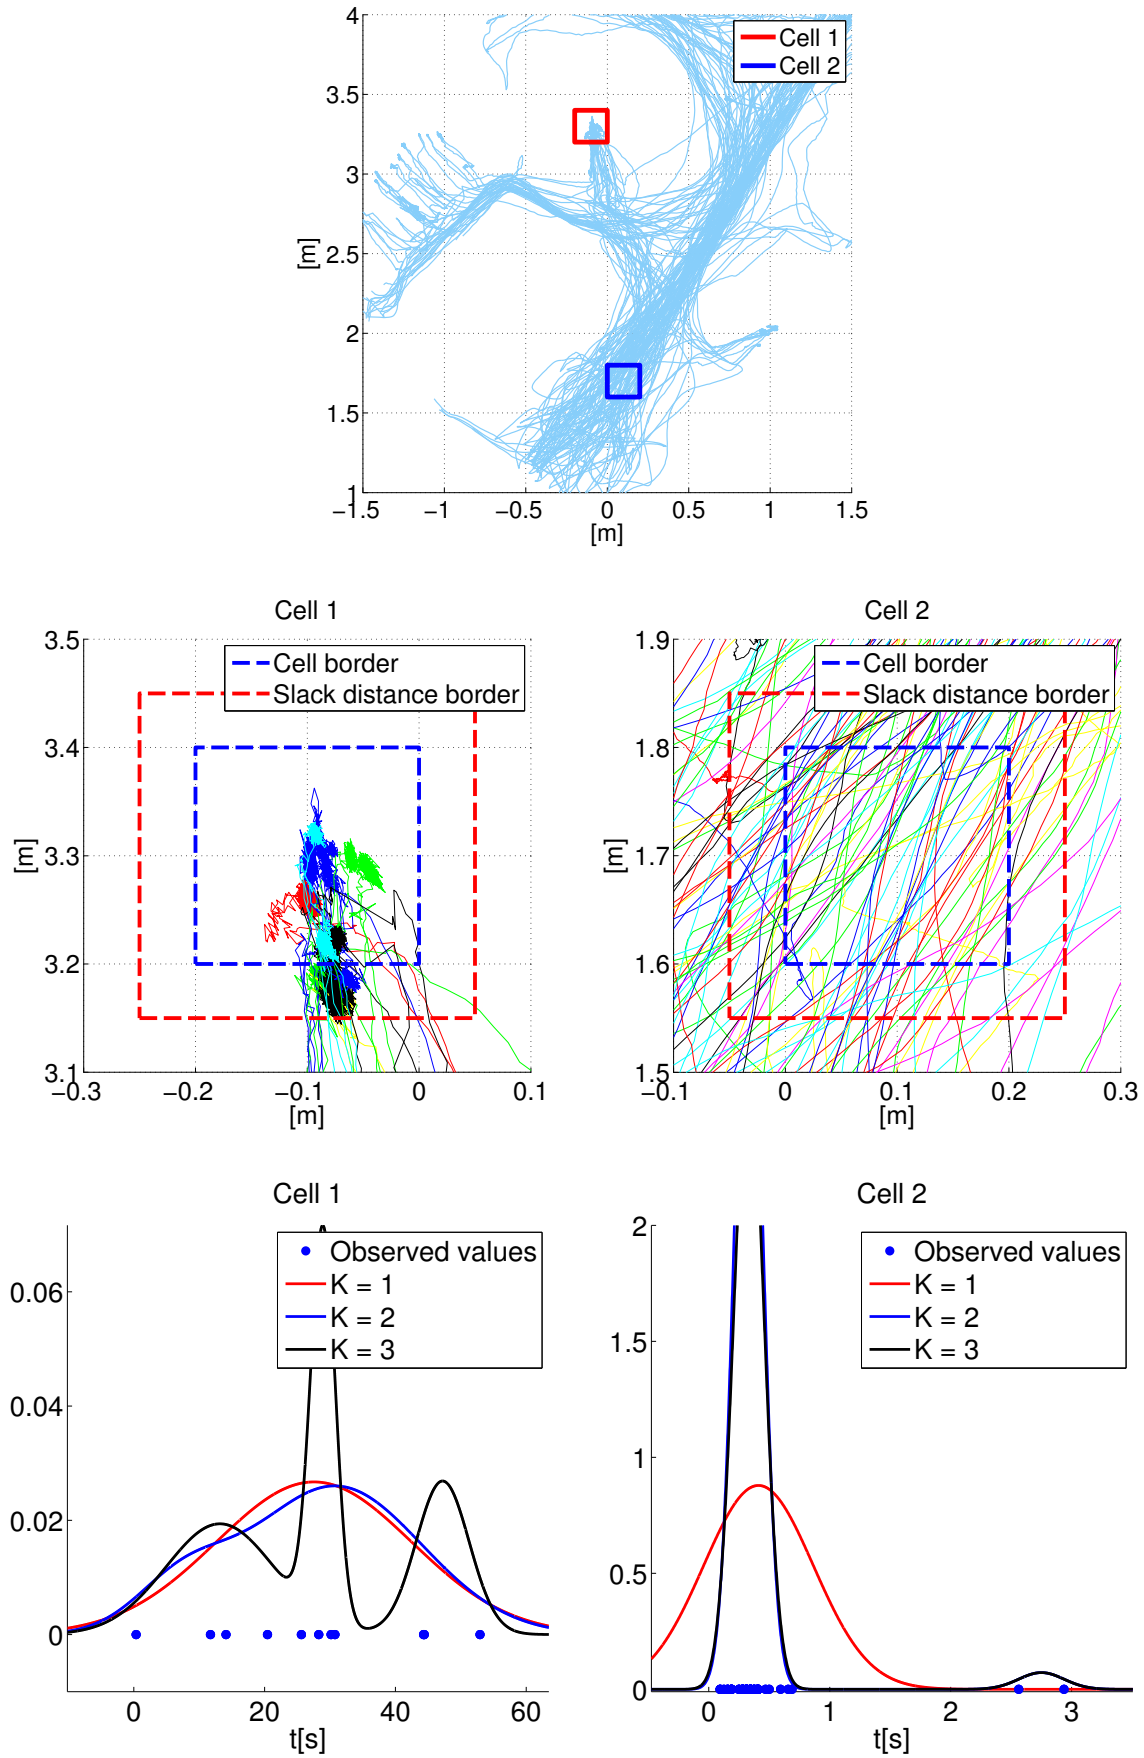 4
3.5
3
2.5
2
1.5
1
[m]
Cell 1
Cell 2
−1.5 −1 −0.5 0 0.5 1 1.5
[m]
Cell 1
3.5
3.4
3.3
3.2
3.1
[m]
Cell border
Slack distance border
−0.3 −0.2 −0.1 0 0.1
[m]
Cell 2
1.9
1.8
1.7
1.6
1.5
[m]
Cell border
Slack distance border
−0.1 0 0.1 0.2 0.3
[m]
Cell 1
0.06
0.04
0.02
0
Observed values
K = 1
K = 2
K = 3
0 20 40 60
t[s]
Cell 2
2
1.5
1
0.5
0
Observed values
K = 1
K = 2
K = 3
0 1 2 3
t[s]